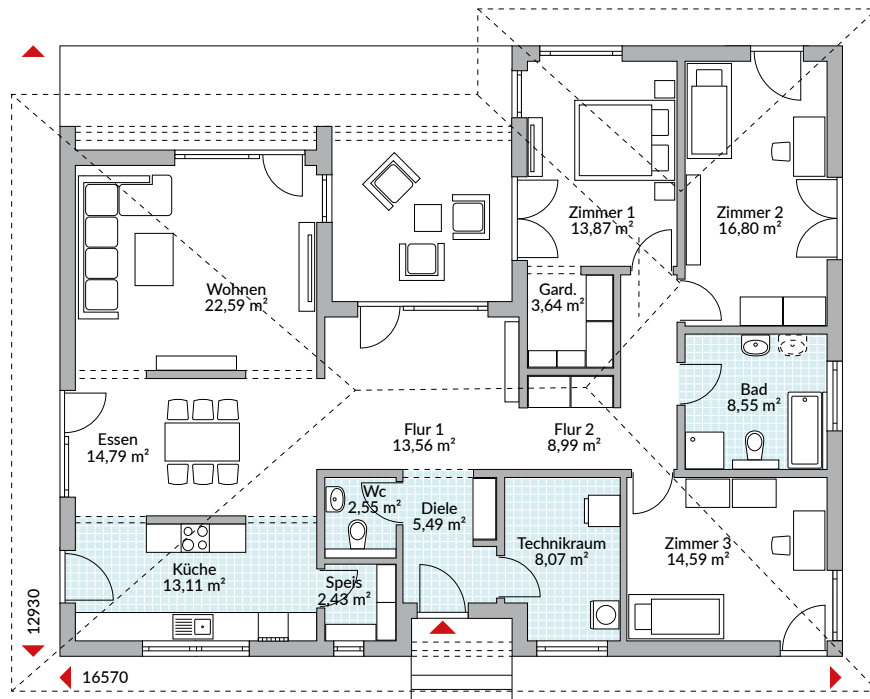 Zimmer 1
13,87 m²
Zimmer 2
16,80 m²
Wohnen
22,59 m²
Gard.
3,64 m²
Bad
8,55 m²
Essen
14,79 m²
Flur 1
13,56 m²
Flur 2
8,99 m²
Wc
2,55 m²
Diele
5,49 m²
Technikraum
8,07 m²
Zimmer 3
14,59 m²
Küche
13,11 m²
Speis
2,43 m²
12930
16570